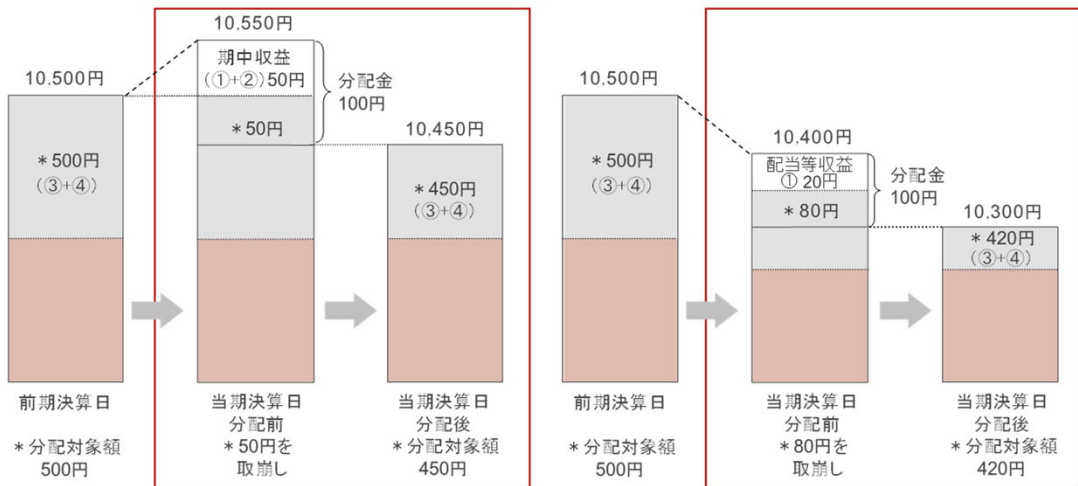 10,500円
＊500円
(③+④)
前期決算日
＊分配対象額
500円
10,550円
期中収益
(①+②)50円
＊50円
分配金
100円
当期決算日
分配前
＊50円を
取崩し
10,450円
＊450円
(③+④)
当期決算日
分配後
＊分配対象額
450円
10,500円
＊500円
(③+④)
前期決算日
＊分配対象額
500円
10,400円
配当等収益
① 20円
＊80円
分配金
100円
当期決算日
分配前
＊80円を
取崩し
10,300円
＊420円
(③+④)
当期決算日
分配後
＊分配対象額
420円